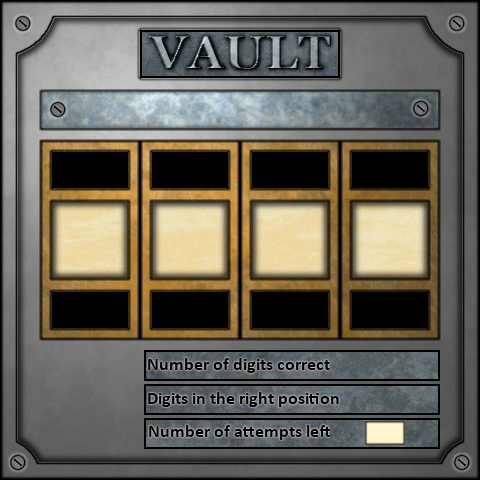 VAULT
Number of digits correct
Digits in the right position
Number of attempts left